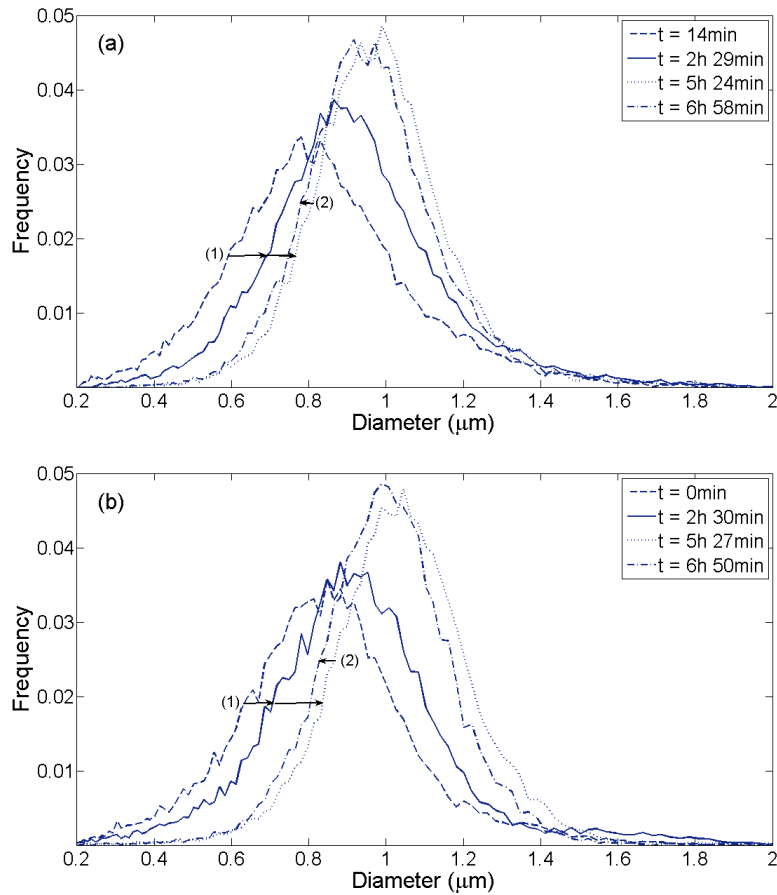 (a)
t = 14min
t = 2h 29min
t = 5h 24min
t = 6h 58min
0.05
0.04
0.03
0.02
0.01
Frequency
(1)
(2)
0.2 0.4 0.6 0.8 1 1.2 1.4 1.6 1.8 2
Diameter (μm)
(b)
t = 0min
t = 2h 30min
t = 5h 27min
t = 6h 50min
0.05
0.04
0.03
0.02
0.01
Frequency
(1)
(2)
0.2 0.4 0.6 0.8 1 1.2 1.4 1.6 1.8 2
Diameter (μm)